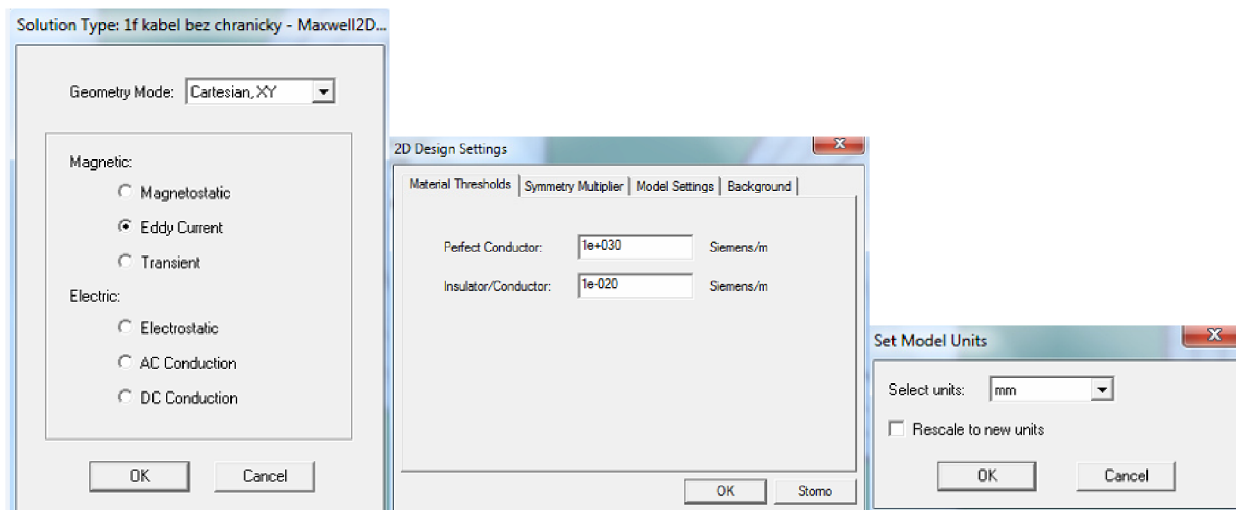 Solution Type: 1f kabel bez chranicky - Maxwell2D...
Geometry Mode: Cartesian, XY
Magnetic:
Magnetostatic
Eddy Current
Transient
Electric:
Electrostatic
AC Conduction
DC Conduction
OK Cancel
2D Design Settings
Material Thresholds Symmetry Multiplier Model Settings Background
Perfect Conductor: 1e+030 Siemens/m
Insulator/Conductor: 1e-020 Siemens/m
OK Storno
Set Model Units
Select units: mm
Rescale to new units
OK Cancel